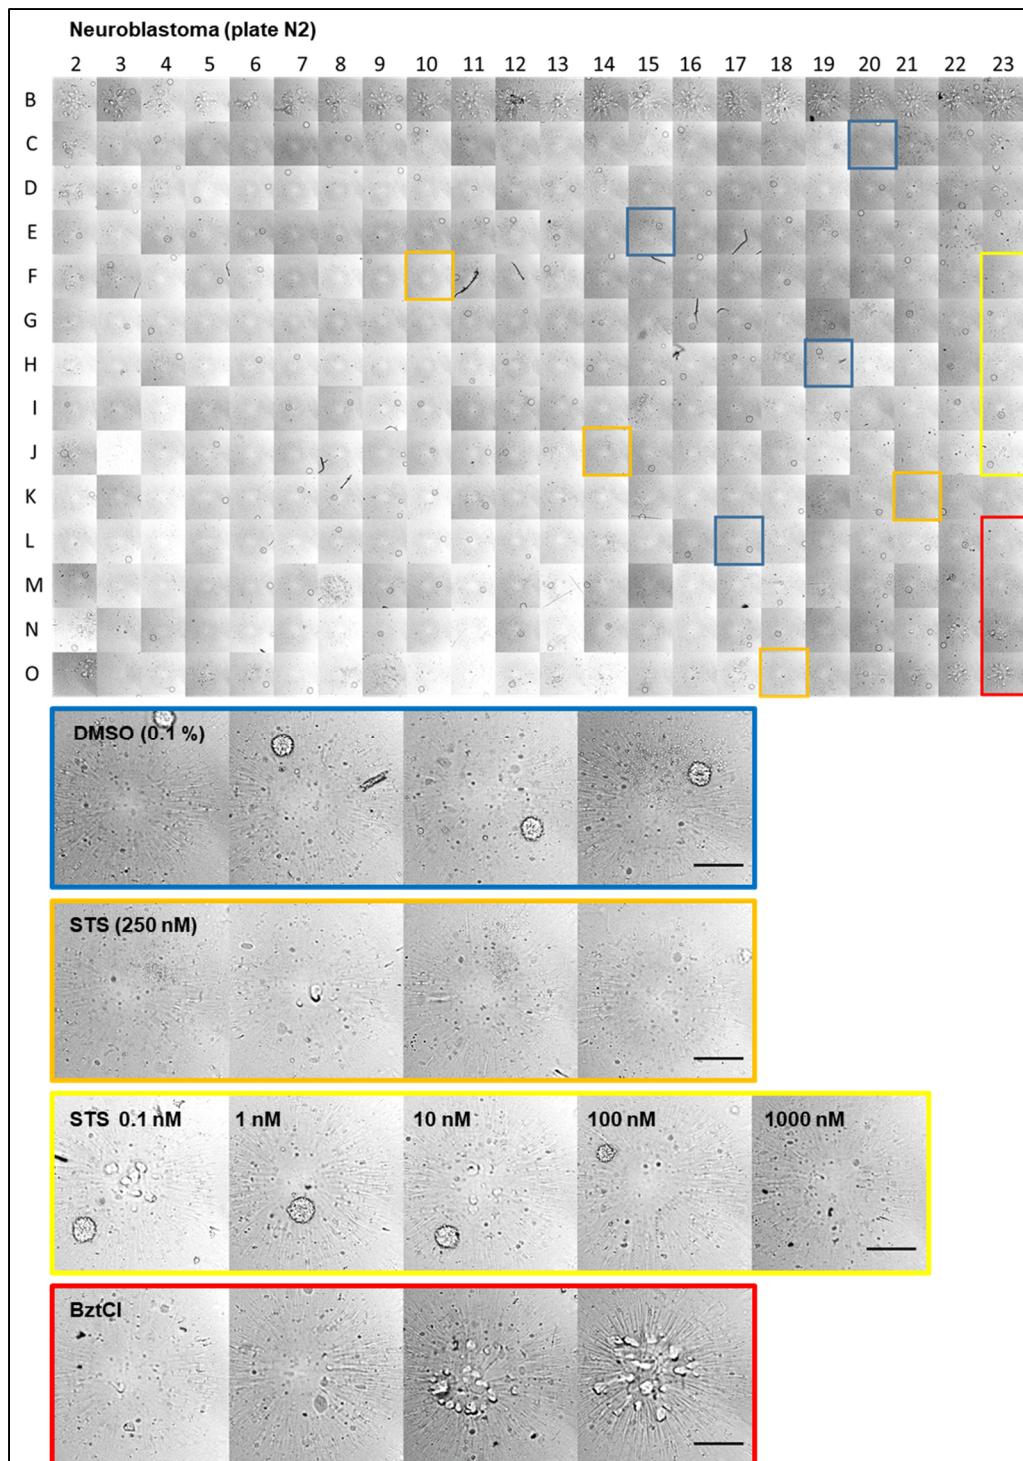 Neuroblastoma (plate N2)
2 3 4 5 6 7 8 9 10 11 12 13 14 15 16 17 18 19 20 21 22 23
B
C
D
E
F
G
H
I
J
K
L
M
N
O
DMSO (0.1 %)
STS (250 nM)
STS 0.1 nM 1 nM 10 nM 100 nM 1000 nM
BztCl